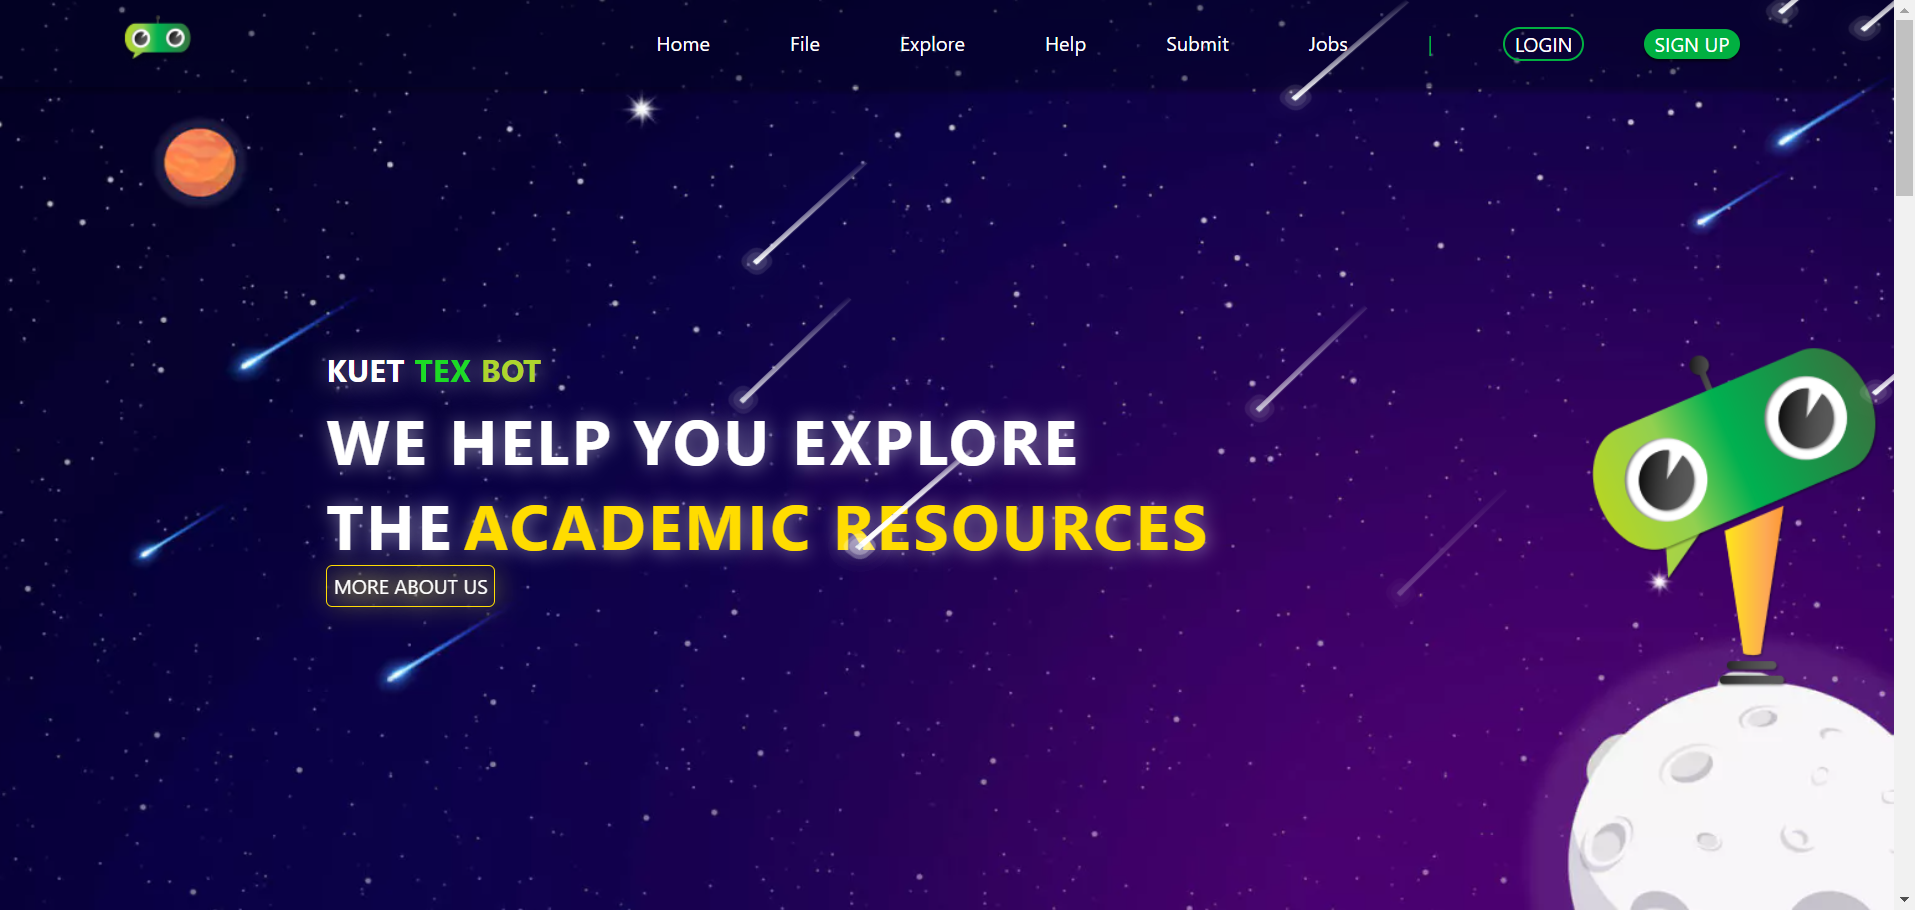 Home File Explore Help Submit Jobs | LOGIN SIGN UP
KUET TEX BOT
WE HELP YOU EXPLORE
THE ACADEMIC RESOURCES
MORE ABOUT US